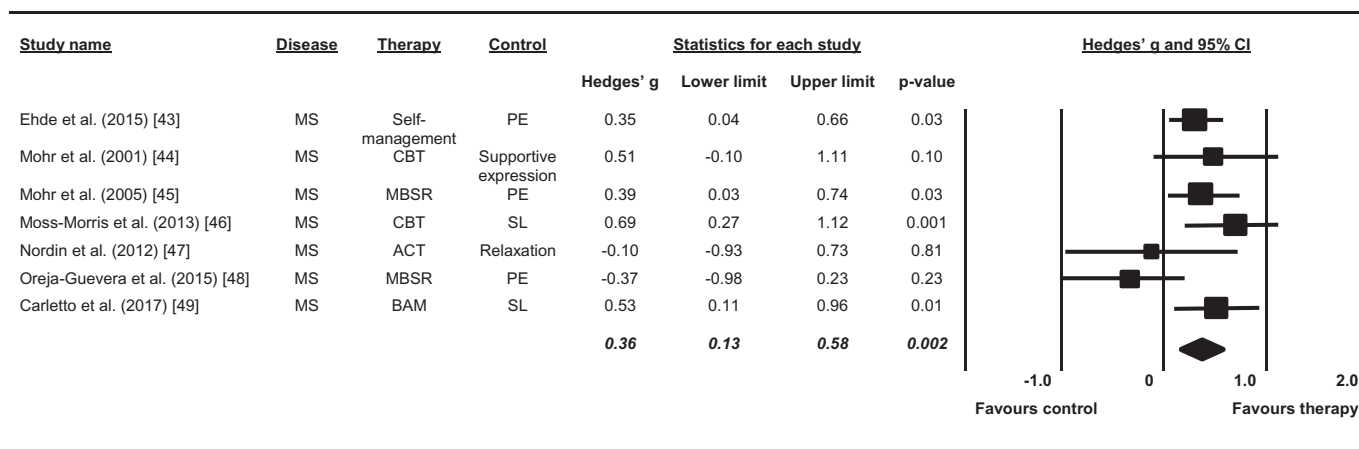 Study name Disease Therapy Control Statistics for each study Hedges’ g and 95% CI
Hedges’ g Lower limit Upper limit p-value
Ehde et al. (2015) [43] MS Self- PE 0.35 0.04 0.66 0.03
management
Mohr et al. (2001) [44] MS CBT Supportive 0.51 -0.10 1.11 0.10
expression
Mohr et al. (2005) [45] MS MBSR PE 0.39 0.03 0.74 0.03
Moss-Morris et al. (2013) [46] MS CBT SL 0.69 0.27 1.12 0.001
Nordin et al. (2012) [47] MS ACT Relaxation -0.10 -0.93 0.73 0.81
Oreja-Guevera et al. (2015) [48] MS MBSR PE -0.37 -0.98 0.23 0.23
Carletto et al. (2017) [49] MS BAM SL 0.53 0.11 0.96 0.01
0.36 0.13 0.58 0.002
-1.0 0 1.0 2.0
Favours control Favours therapy